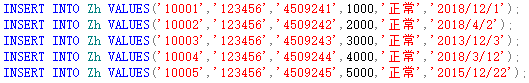 INSERT INTO Zh VALUES('10001','123456','4509241',1000,'正常','2018/12/1');
INSERT INTO Zh VALUES('10002','123456','4509242',2000,'正常','2018/4/2');
INSERT INTO Zh VALUES('10003','123456','4509243',3000,'正常','2013/12/3');
INSERT INTO Zh VALUES('10004','123456','4509244',4000,'正常','2018/3/12');
INSERT INTO Zh VALUES('10005','123456','4509245',5000,'正常','2015/12/22');